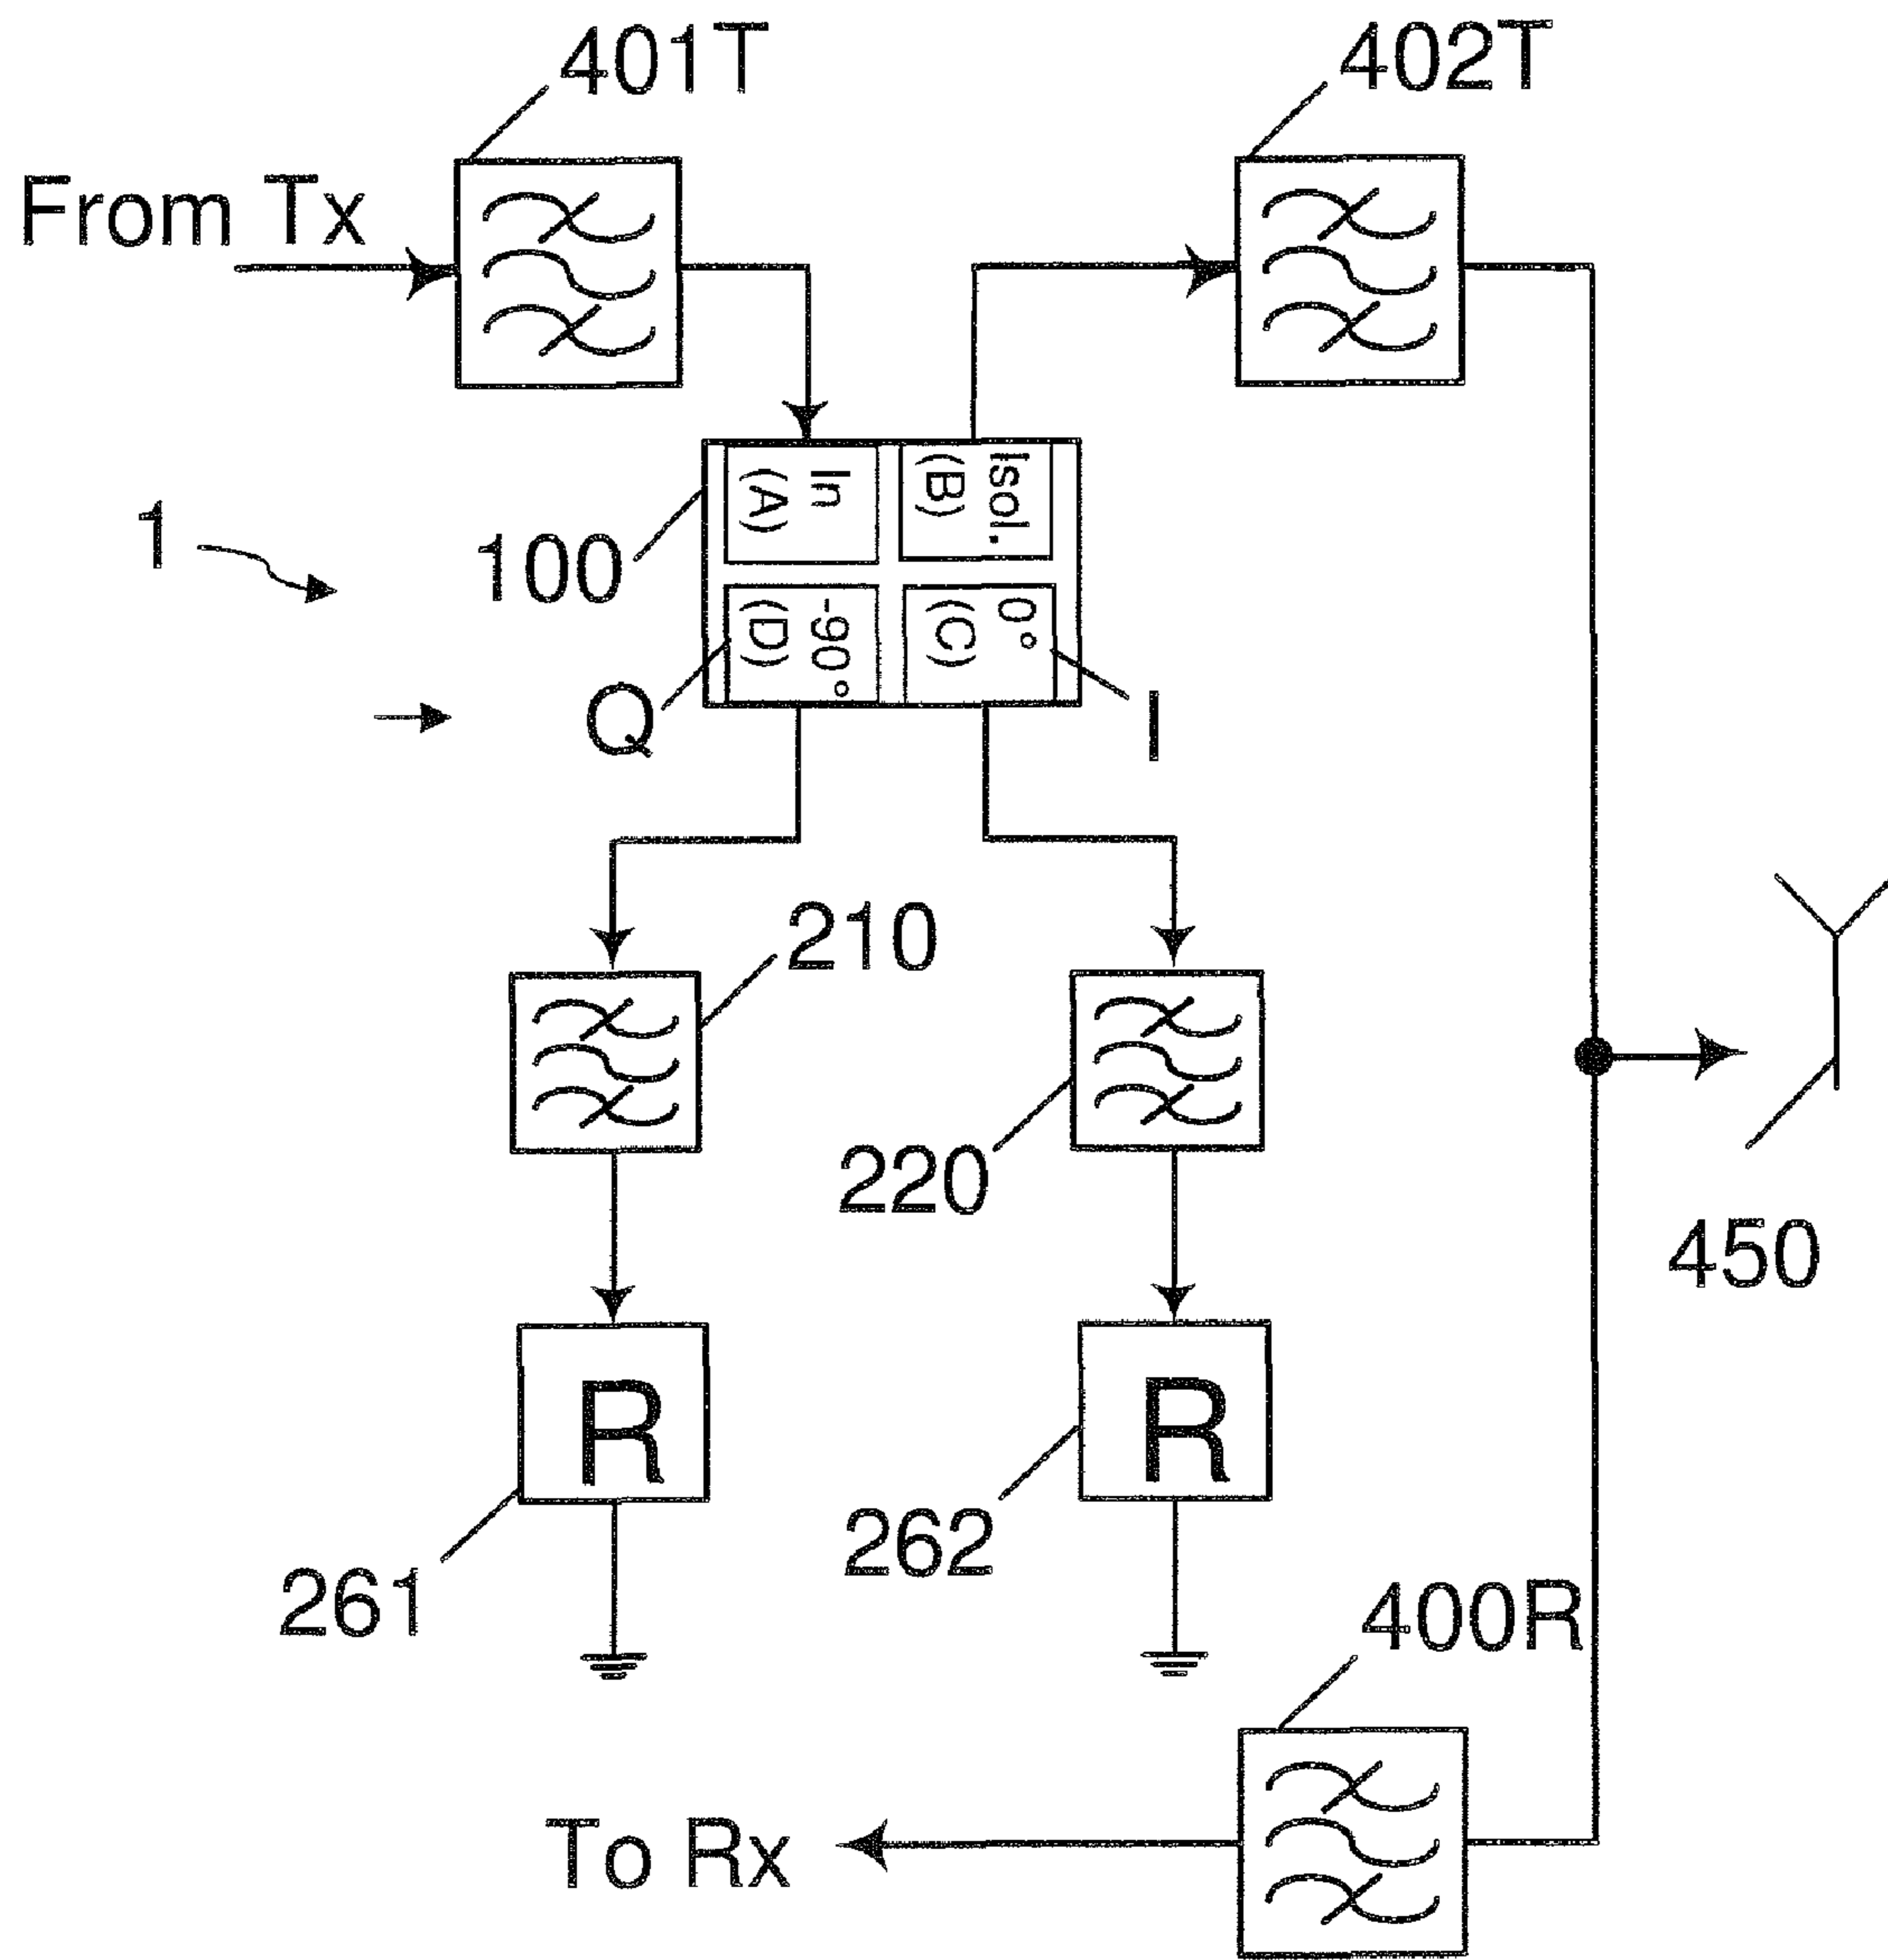 401T
402T
From Tx
In
(A)
Isol.
(B)
1
100
-90°
(D)
0°
(C)
Q
I
210
220
450
R
R
261
262
400R
To Rx